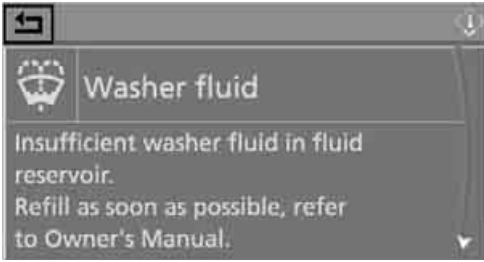 Washer fluid
Insufficient washer fluid in fluid
reservoir.
Refill as soon as possible, refer
to Owner's Manual.